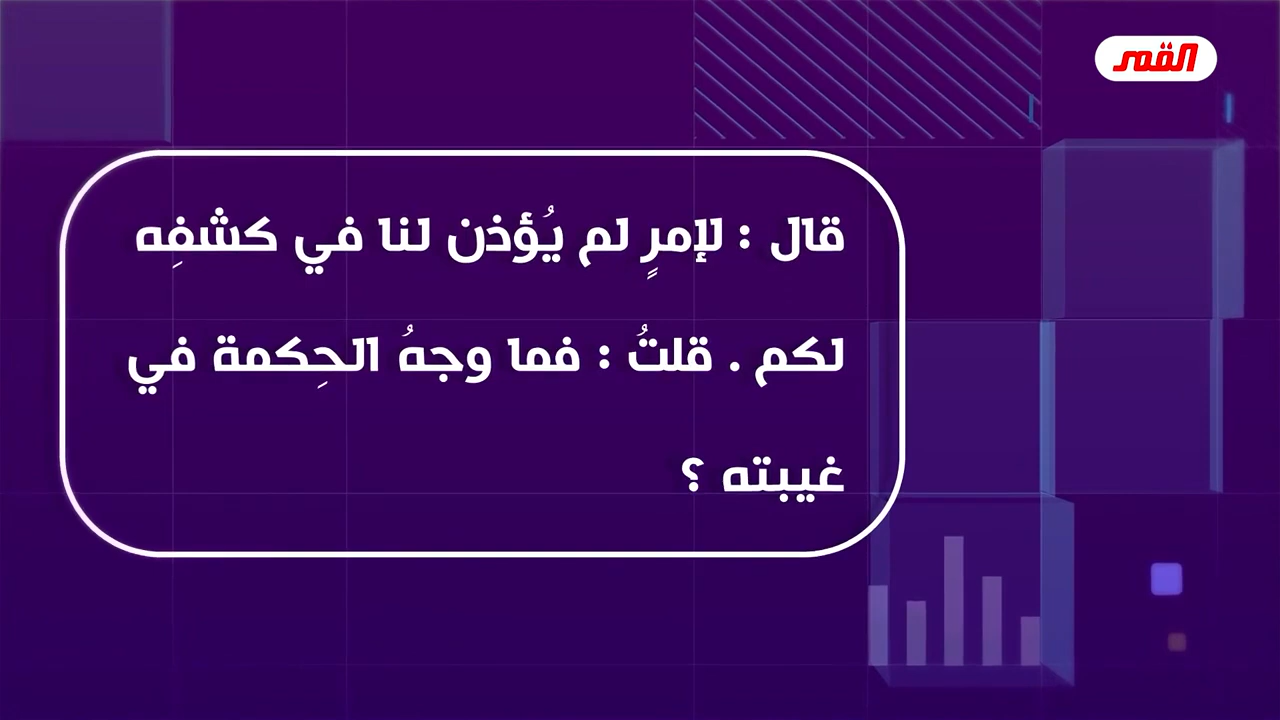 القمر
قال : لإمرٍ لم يُؤذن لنا في كشفِه
لكم . قلتُ : فما وجهُ الحِكمة في
غيبته ؟